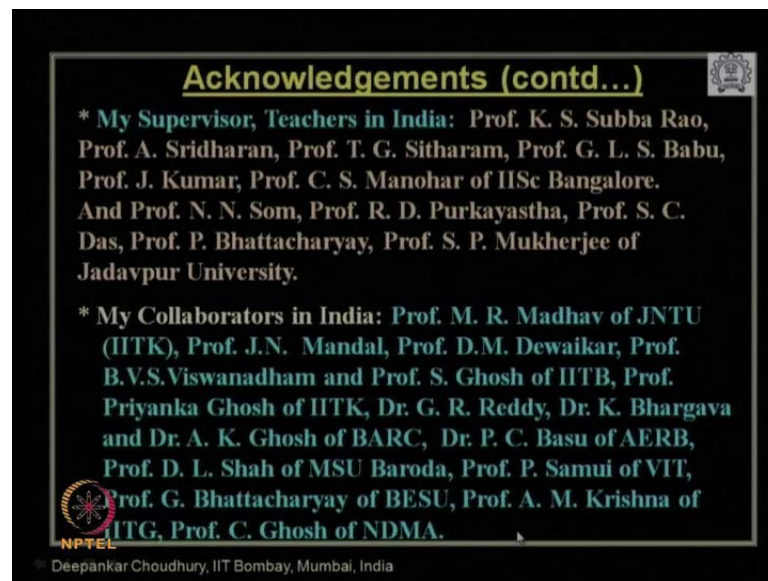 Acknowledgements (contd...)
* My Supervisor, Teachers in India: Prof. K. S. Subba Rao,
Prof. A. Sridharan, Prof. T. G. Sitharam, Prof. G. L. S. Babu,
Prof. J. Kumar, Prof. C. S. Manohar of IISc Bangalore.
And Prof. N. N. Som, Prof. R. D. Purkayastha, Prof. S. C.
Das, Prof. P. Bhattacharyay, Prof. S. P. Mukherjee of
Jadavpur University.
* My Collaborators in India: Prof. M. R. Madhav of JNTU
(IITK), Prof. J.N. Mandal, Prof. D.M. Dewaikar, Prof.
B.V.S.Viswanadham and Prof. S. Ghosh of IITB, Prof.
Priyanka Ghosh of IITK, Dr. G. R. Reddy, Dr. K. Bhargava
and Dr. A. K. Ghosh of BARC, Dr. P. C. Basu of AERB,
Prof. D. L. Shah of MSU Baroda, Prof. P. Samui of VIT,
Prof. G. Bhattacharyay of BESU, Prof. A. M. Krishna of
IITG, Prof. C. Ghosh of NDMA.
NPTEL
Deepankar Choudhury, IIT Bombay, Mumbai, India